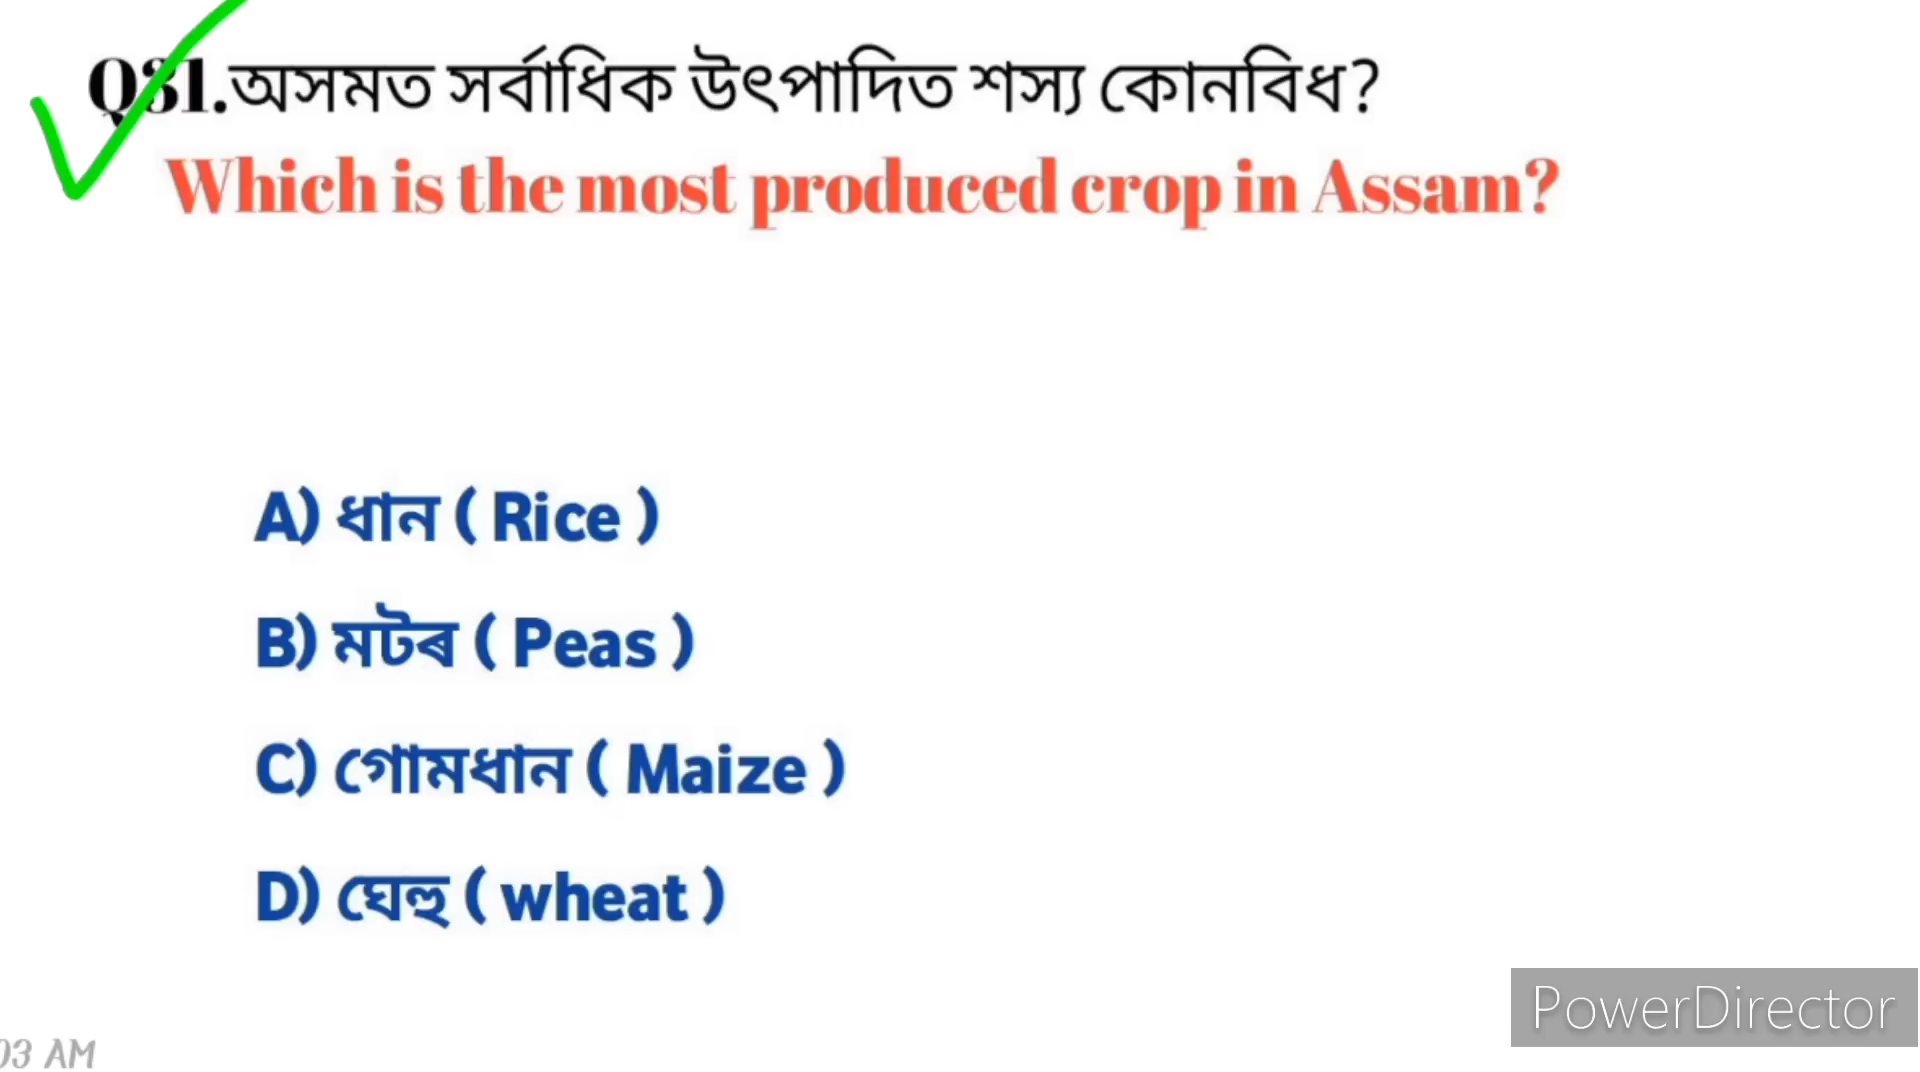 Q31.অসমত সৰ্বাধিক উৎপাদিত শস্য কোনবিধ?
Which is the most produced crop in Assam?
A) ধান ( Rice )
B) মটৰ ( Peas )
C) গোমধান ( Maize )
D) ঘেহু ( wheat )
PowerDirector
03 AM